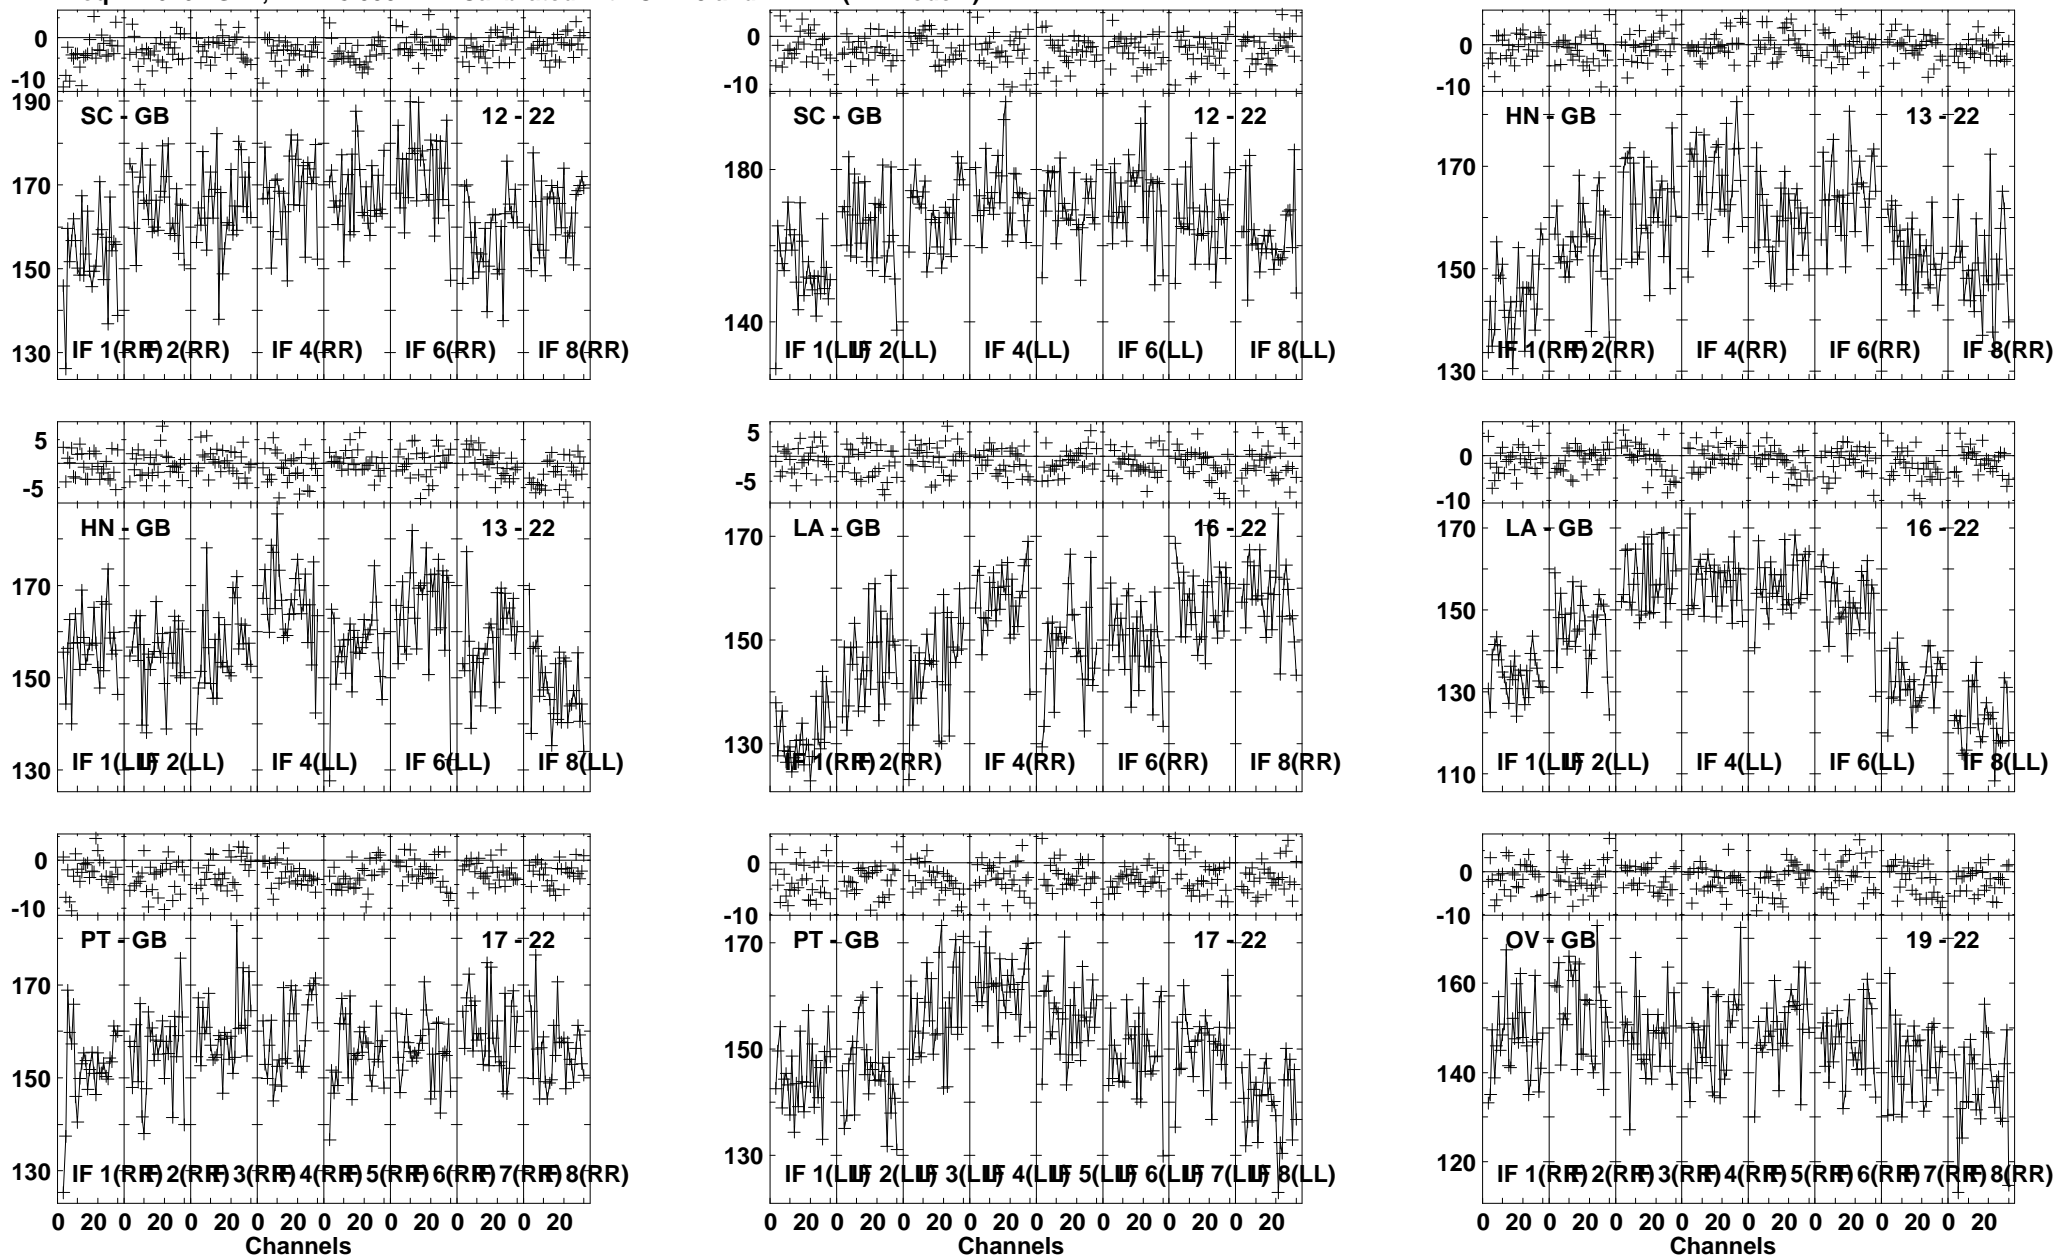 0
-10
190
170
150
130
SC - GB 12 - 22
IF 1(RR) IF 2(RR) IF 4(RR) IF 6(RR) IF 8(RR)
0
-10
180
140
SC - GB 12 - 22
IF 1(LL) IF 2(LL) IF 4(LL) IF 6(LL) IF 8(LL)
0
-10
170
150
130
HN - GB 13 - 22
IF 1(RR) IF 2(RR) IF 4(RR) IF 6(RR) IF 8(RR)
5
-5
170
150
130
HN - GB 13 - 22
IF 1(LL) IF 2(LL) IF 4(LL) IF 6(LL) IF 8(LL)
5
-5
170
150
130
LA - GB 16 - 22
IF 1(RR) IF 2(RR) IF 4(RR) IF 6(RR) IF 8(RR)
0
-10
170
150
130
110
LA - GB 16 - 22
IF 1(LL) IF 2(LL) IF 4(LL) IF 6(LL) IF 8(LL)
0
-10
170
150
130
PT - GB 17 - 22
IF 1(RR) IF 2(RR) IF 3(RR) IF 4(RR) IF 5(RR) IF 6(RR) IF 7(RR) IF 8(RR)
0 20 0 20 0 20 0 20 0 20 0 20 0 20 0 20
Channels
0
-10
170
150
130
PT - GB 17 - 22
IF 1(LL) IF 2(LL) IF 3(LL) IF 4(LL) IF 5(LL) IF 6(LL) IF 7(LL) IF 8(LL)
0 20 0 20 0 20 0 20 0 20 0 20 0 20 0 20
Channels
0
-10
160
140
120
OV - GB 19 - 22
IF 1(RR) IF 2(RR) IF 3(RR) IF 4(RR) IF 5(RR) IF 6(RR) IF 7(RR) IF 8(RR)
0 20 0 20 0 20 0 20 0 20 0 20 0 20 0 20
Channels